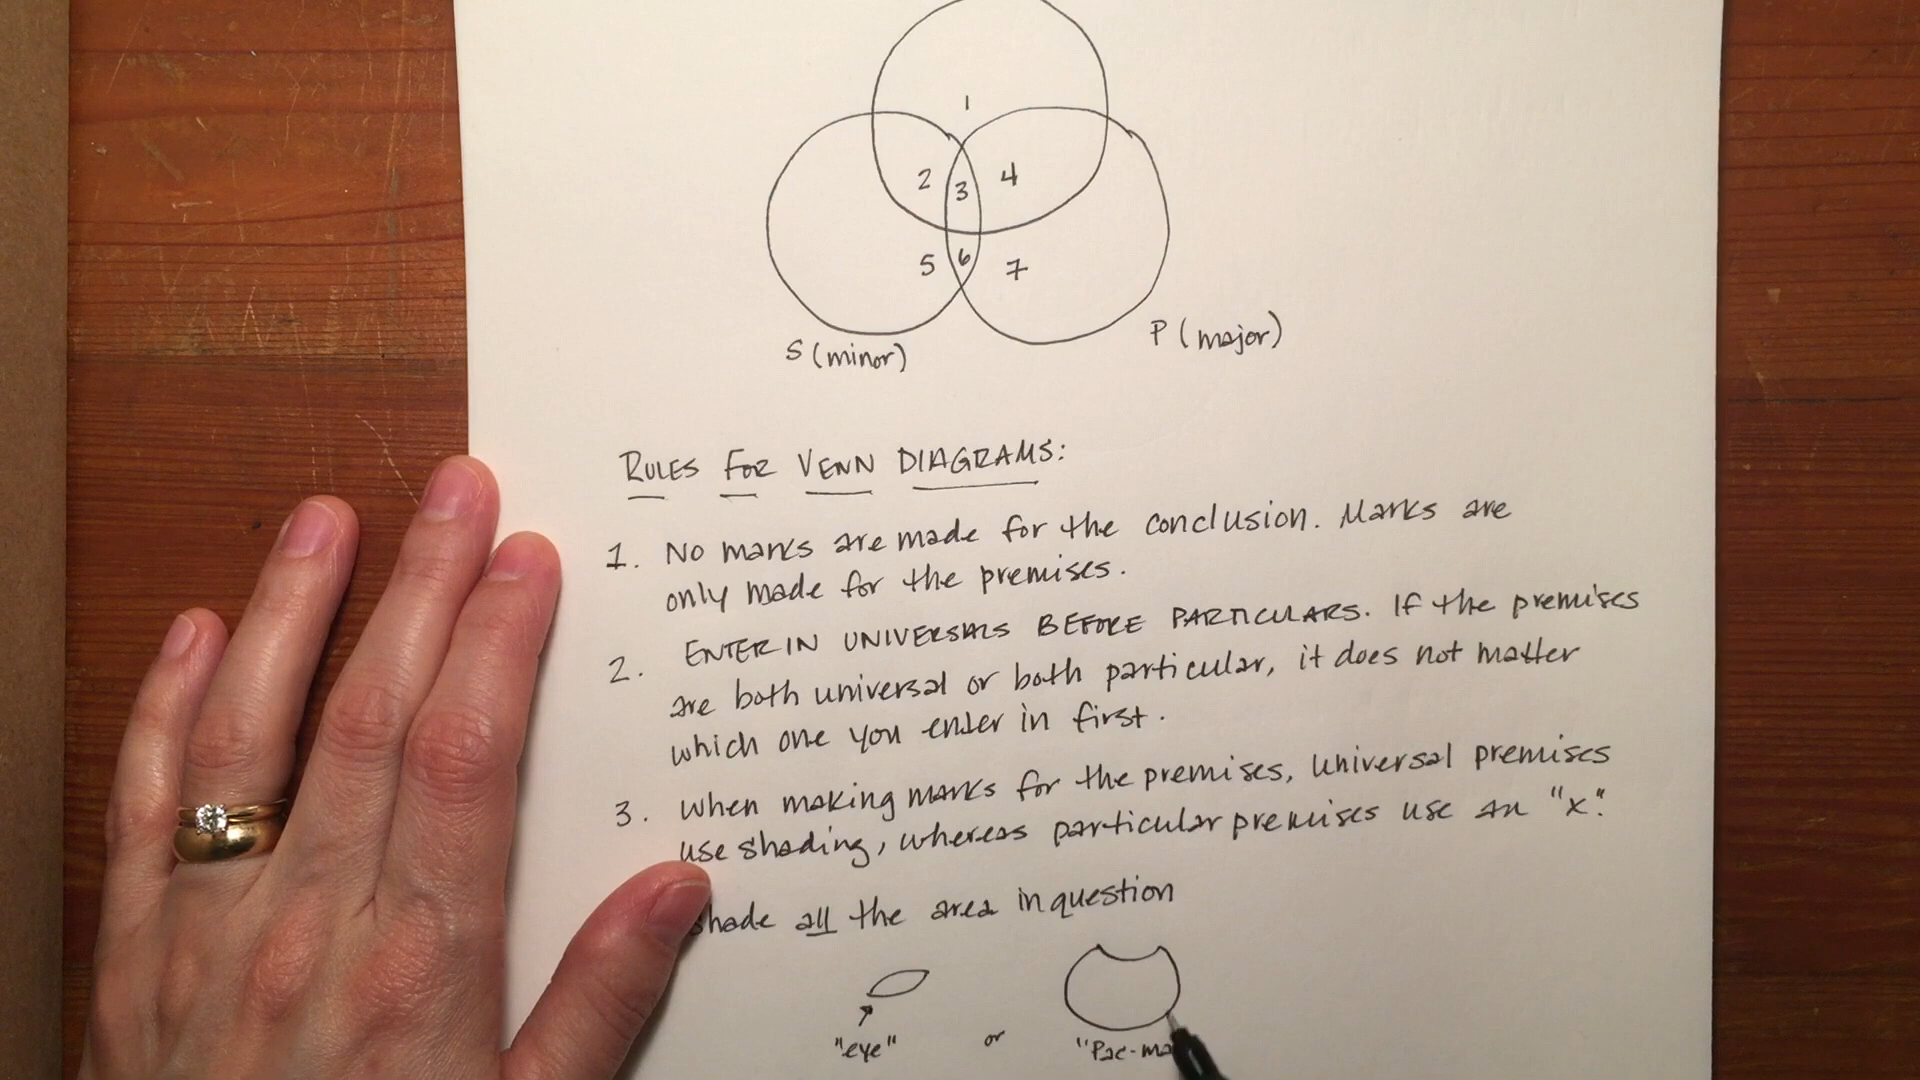 1
2 3 4
5 6 7
S (minor)
P (major)
RULES FOR VENN DIAGRAMS:
1. No marks are made for the conclusion. Marks are
only made for the premises.
2. ENTER IN UNIVERSALS BEFORE PARTICULARS. If the premises
are both universal or both particular, it does not matter
which one you enter in first.
3. When making marks for the premises, universal premises
use shading, whereas particular premises use an "x".
shade all the area in question
"eye" or "Pac-ma